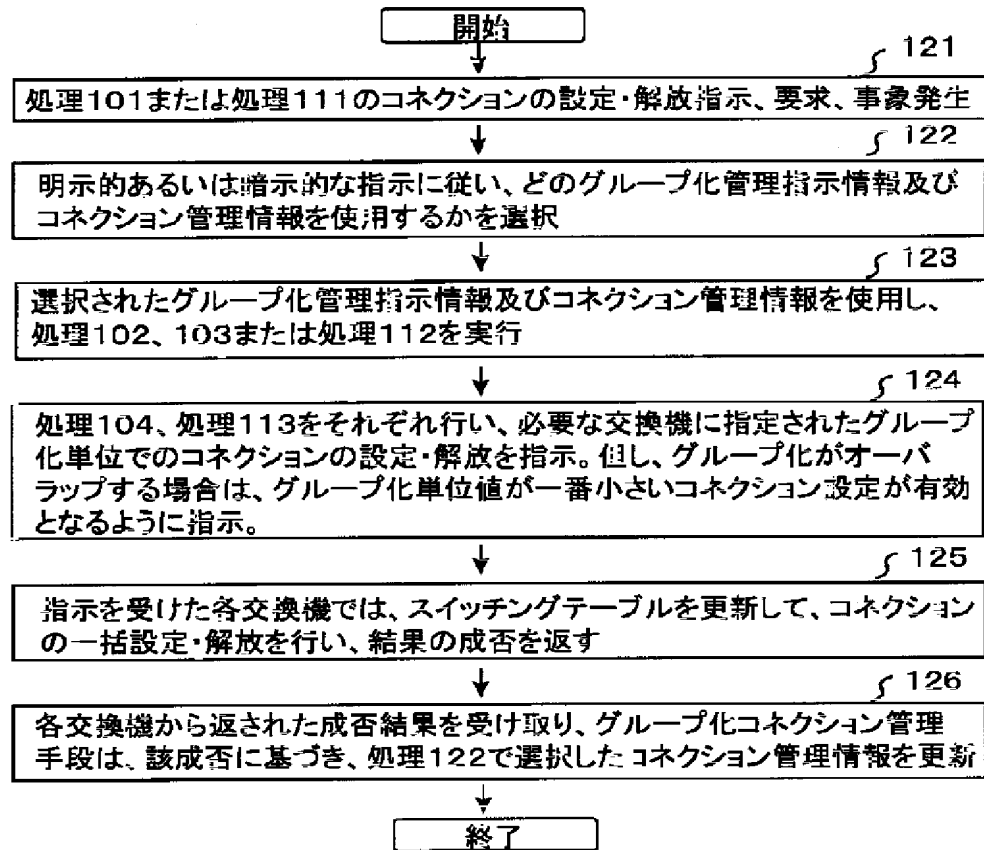 開始
121
処理101または処理111のコネクションの設定・解放指示、要求、事象発生
122
明示的あるいは暗示的な指示に従い、どのグループ化管理指示情報及び
コネクション管理情報を使用するかを選択
123
選択されたグループ化管理指示情報及びコネクション管理情報を使用し、
処理102、103または処理112を実行
124
処理104、処理113をそれぞれ行い、必要な交換機に指定されたグループ
化単位でのコネクションの設定・解放を指示。但し、グループ化がオーバ
ラップする場合は、グループ化単位値が一番小さいコネクション設定が有効
となるように指示。
125
指示を受けた各交換機では、スイッチングテーブルを更新して、コネクション
の一括設定・解放を行い、結果の成否を返す
126
各交換機から返された成否結果を受け取り、グループ化コネクション管理
手段は、該成否に基づき、処理122で選択したコネクション管理情報を更新
終了